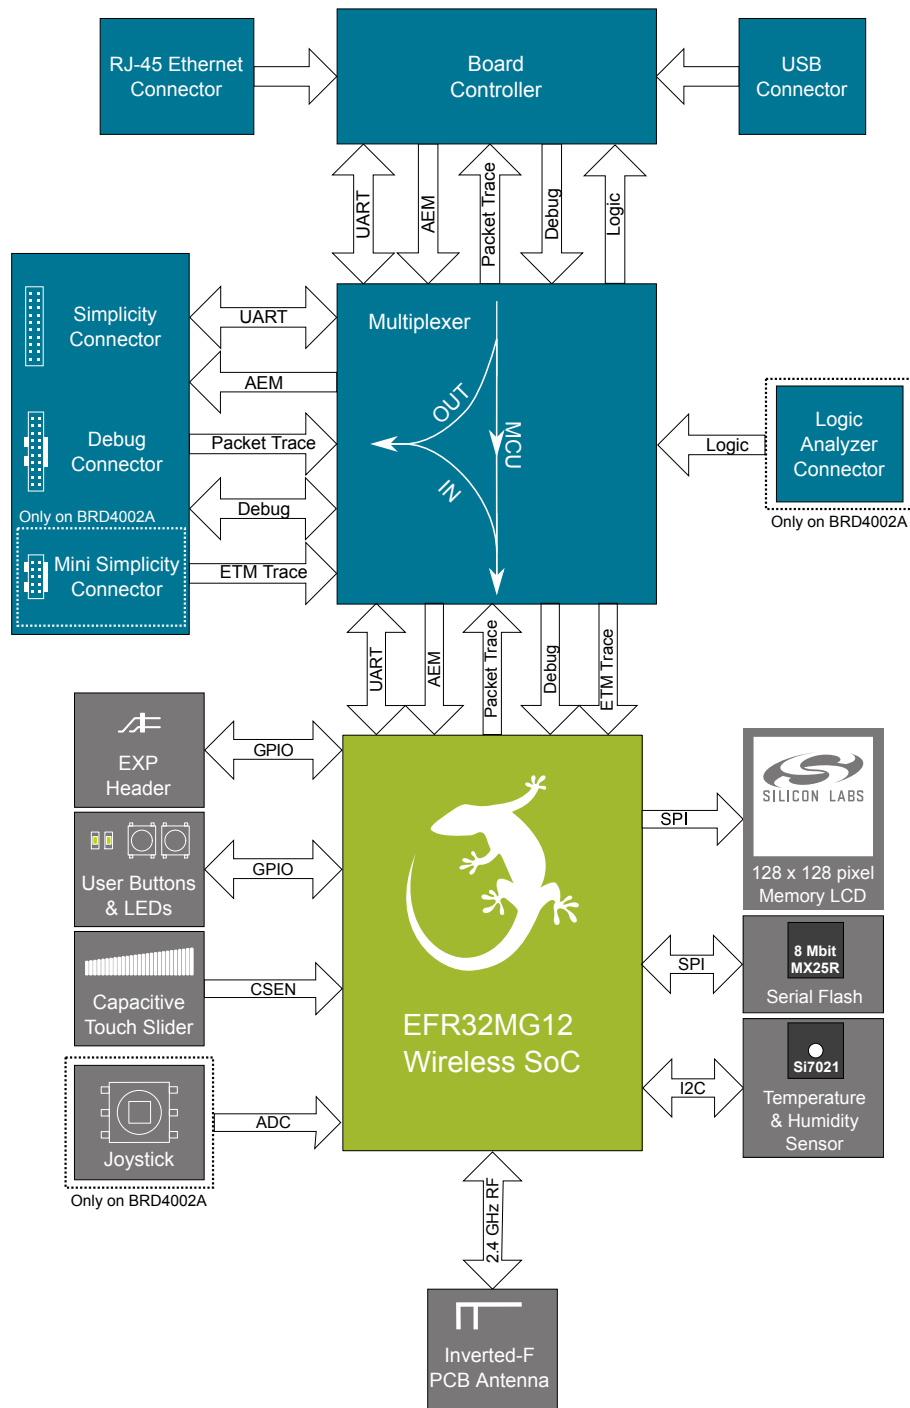 RJ-45 Ethernet
Connector
Board
Controller
USB
Connector
UART
AEM
Packet Trace
Debug
Logic
Simplicity
Connector
Debug
Connector
Only on BRD4002A
Mini Simplicity
Connector
UART
AEM
Packet Trace
Debug
ETM Trace
Multiplexer
OUT
IN
MCU
Logic
Logic
Analyzer
Connector
Only on BRD4002A
UART
AEM
Packet Trace
Debug
ETM Trace
EXP
Header
GPIO
User Buttons
& LEDs
GPIO
Capacitive
Touch Slider
CSEN
Joystick
ADC
Only on BRD4002A
EFR32MG12
Wireless SoC
SPI
SILICON LABS
128 x 128 pixel
Memory LCD
SPI
8 Mbit
MX25R
Serial Flash
I2C
Si7021
Temperature
& Humidity
Sensor
2.4 GHz RF
Inverted-F
PCB Antenna